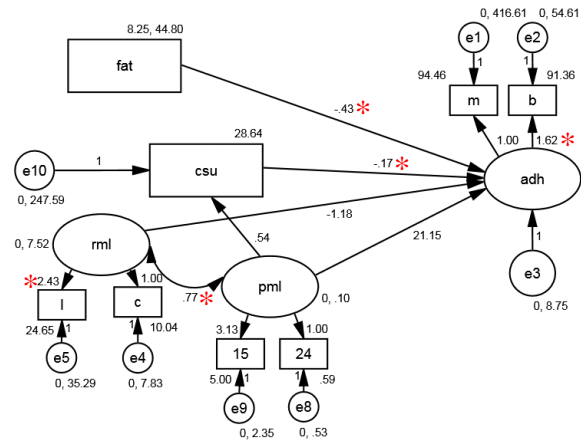 0, 416.61
0, 54.61
8.25, 44.80
e1
e2
1
1
94.46
91.36
fat
m
b
-.43 *
28.64
1.00
1.62 *
1
csu
-.17 *
adh
e10
0, 247.59
-1.18
0, 7.52
rml
.54
21.15
1
* 2.43
1.00
.77 *
pml
0, .10
e3
l
c
0, 8.75
24.65
1
1
10.04
3.13
1.00
e5
e4
15
24
0, 35.29
0, 7.83
5.00
1
1
.59
e9
e8
0, 2.35
0, .53